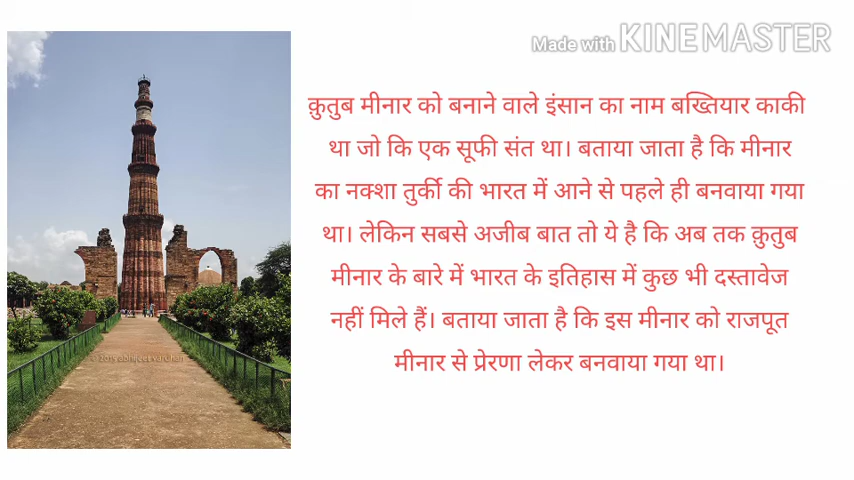 Made with KINEMASTER
क़ुतुब मीनार को बनाने वाले इंसान का नाम बख्तियार काकी
था जो कि एक सूफी संत था। बताया जाता है कि मीनार
का नक्शा तुर्की की भारत में आने से पहले ही बनवाया गया
था। लेकिन सबसे अजीब बात तो ये है कि अब तक क़ुतुब
मीनार के बारे में भारत के इतिहास में कुछ भी दस्तावेज
नहीं मिले हैं। बताया जाता है कि इस मीनार को राजपूत
मीनार से प्रेरणा लेकर बनवाया गया था।